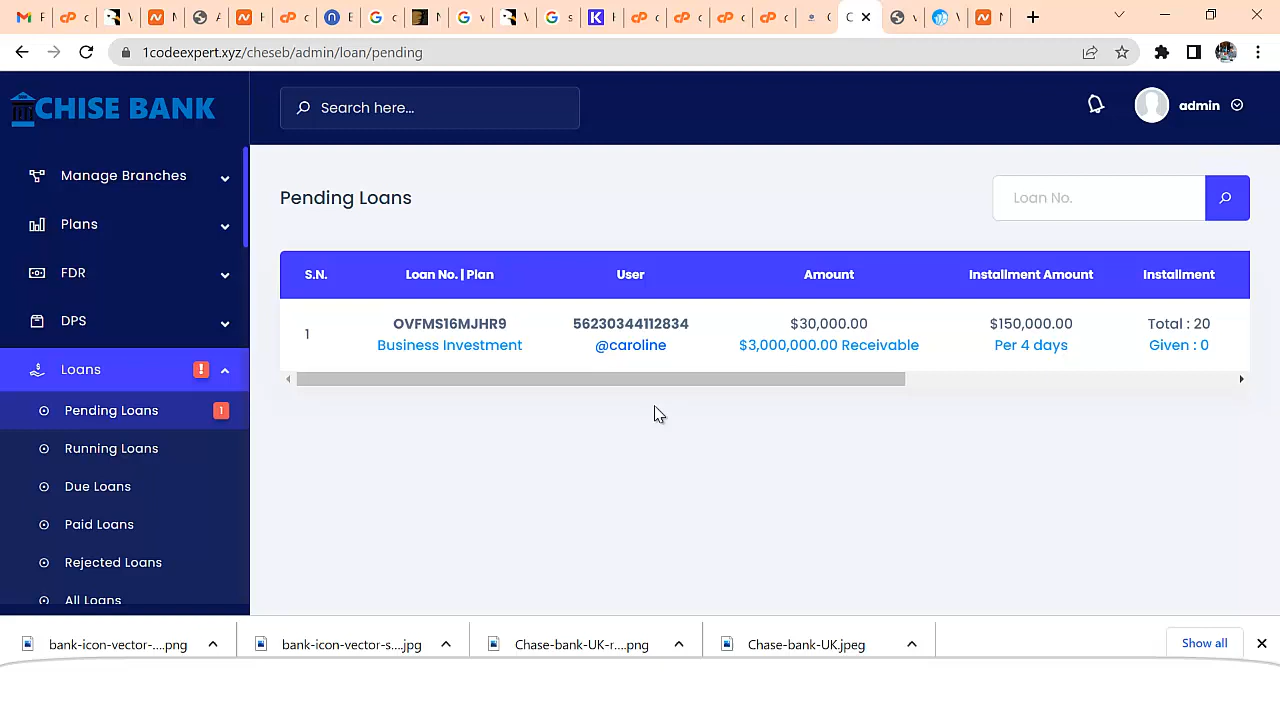 1codeexpert.xyz/cheseb/admin/loan/pending
CHISE BANK
Search here...
admin
Manage Branches
Plans
FDR
DPS
Loans !
Pending Loans 1
Running Loans
Due Loans
Paid Loans
Rejected Loans
All Loans
Pending Loans
Loan No.
S.N. Loan No. | Plan User Amount Installment Amount Installment
1 OVFMS16MJHR9 56230344112834 $30,000.00 $150,000.00 Total : 20
Business Investment @caroline $3,000,000.00 Receivable Per 4 days Given : 0
bank-icon-vector-....png bank-icon-vector-s....jpg Chase-bank-UK-r....png Chase-bank-UK.jpeg Show all